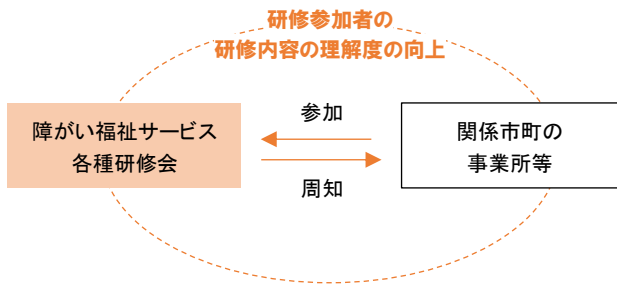 研修参加者の
研修内容の理解度の向上
障がい福祉サービス
各種研修会
参加
周知
関係市町の
事業所等